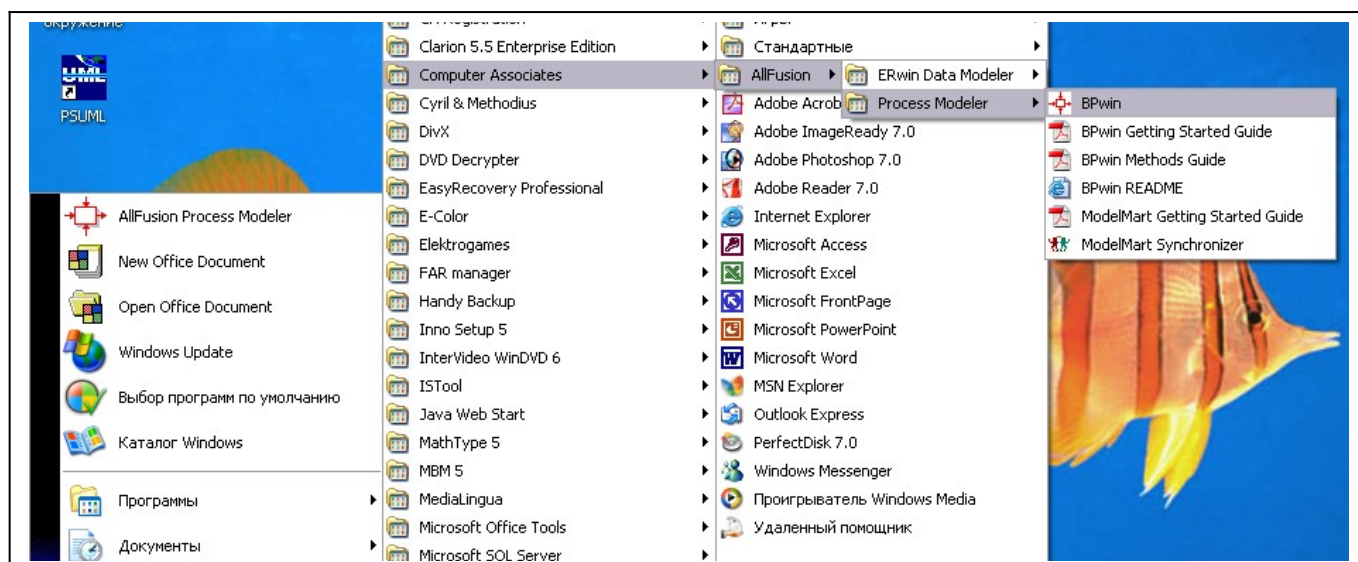 окружение
PSUML
AllFusion Process Modeler
New Office Document
Open Office Document
Windows Update
Выбор программ по умолчанию
Каталог Windows
Программы
Документы
Clarion 5.5 Enterprise Edition
Computer Associates
Cyril & Methodius
DivX
DVD Decrypter
EasyRecovery Professional
E-Color
Elektrogames
FAR manager
Handy Backup
Inno Setup 5
InterVideo WinDVD 6
ISTool
Java Web Start
MathType 5
MBM 5
MediaLingua
Microsoft Office Tools
Microsoft SQL Server
Игры
Стандартные
AllFusion
Adobe Acrob
Adobe ImageReady 7.0
Adobe Photoshop 7.0
Adobe Reader 7.0
Internet Explorer
Microsoft Access
Microsoft Excel
Microsoft FrontPage
Microsoft PowerPoint
Microsoft Word
MSN Explorer
Outlook Express
PerfectDisk 7.0
Windows Messenger
Проигрыватель Windows Media
Удаленный помощник
ERwin Data Modeler
Process Modeler
BPwin
BPwin Getting Started Guide
BPwin Methods Guide
BPwin README
ModelMart Getting Started Guide
ModelMart Synchronizer